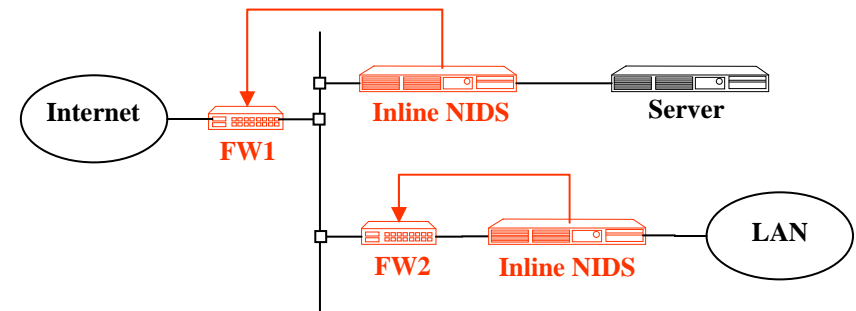 Internet
FW1
Inline NIDS
Server
FW2
Inline NIDS
LAN